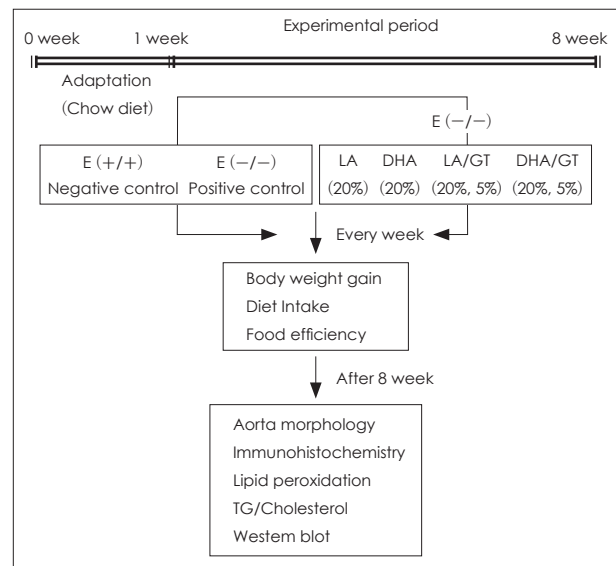 Experimental period
0 week 1 week 8 week
Adaptation
(Chow diet)
E (−/−)
E (+/+) E (−/−)
Negative control Positive control
LA DHA LA/GT DHA/GT
(20%) (20%) (20%, 5%) (20%, 5%)
Every week
Body weight gain
Diet Intake
Food efficiency
After 8 week
Aorta morphology
Immunohistochemistry
Lipid peroxidation
TG/Cholesterol
Westem blot